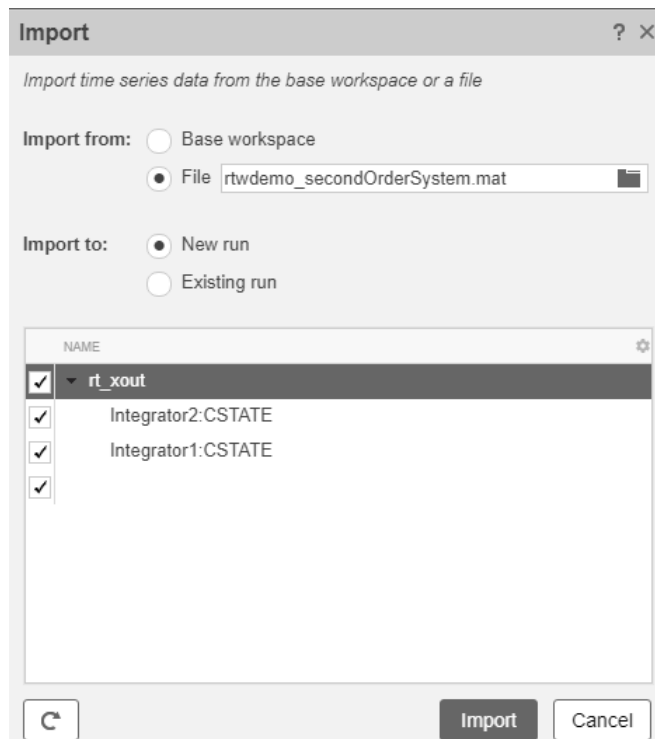 Import ? ×
Import time series data from the base workspace or a file
Import from: Base workspace
File rtwdemo_secondOrderSystem.mat
Import to: New run
Existing run
NAME
rt_xout
Integrator2:CSTATE
Integrator1:CSTATE
Import Cancel